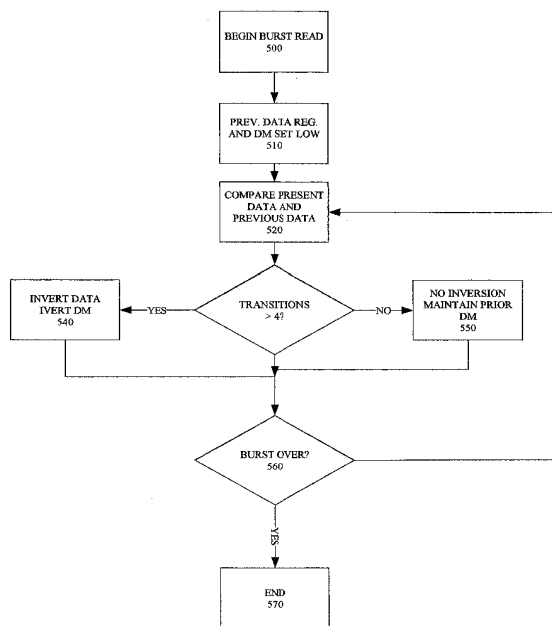 BEGIN BURST READ
500
PREV. DATA REG.
AND DM SET LOW
510
COMPARE PRESENT
DATA AND
PREVIOUS DATA
520
TRANSITIONS
> 4?
YES
NO
INVERT DATA
IVERT DM
540
NO INVERSION
MAINTAIN PRIOR
DM
550
BURST OVER?
560
YES
END
570